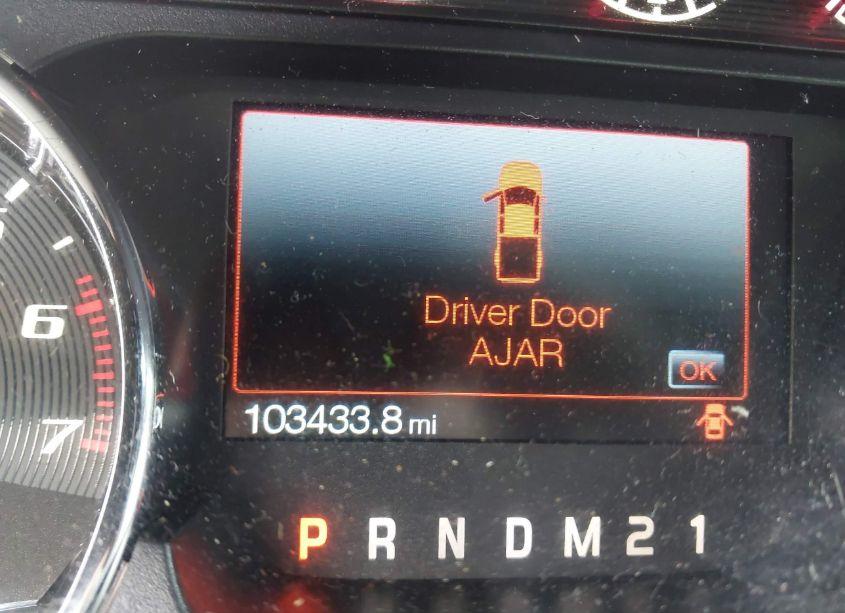 6
7
Driver Door
AJAR
OK
103433.8 mi
P R N D M 2 1